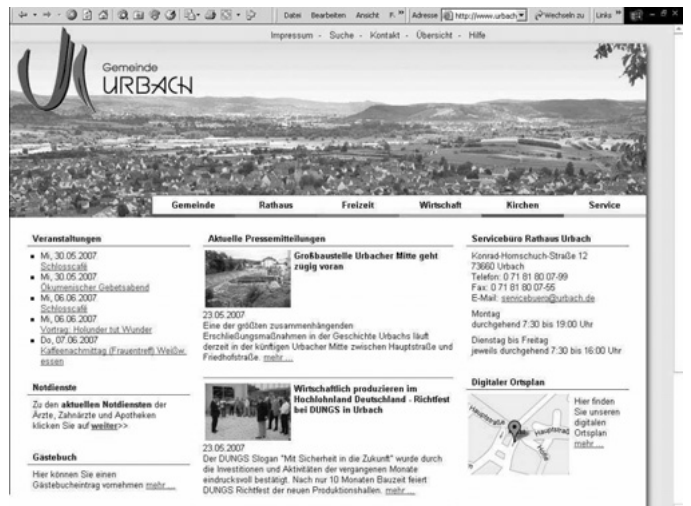 Datei Bearbeiten Ansicht F. » Adresse http://www.urbach Wechseln zu Links »
Impressum - Suche - Kontakt - Übersicht - Hilfe
Gemeinde
URBACH
Gemeinde Rathaus Freizeit Wirtschaft Kirchen Service
Veranstaltungen
Mi, 30.05.2007
Schlosscafé
Mi, 30.05.2007
Ökumenischer Gebetsabend
Mi, 06.06.2007
Schlosscafé
Mi, 06.06.2007
Vortrag: Holunder tut Wunder
Do, 07.06.2007
Kaffeenachmittag (Frauentreff) Weißw.
essen
Notdienste
Zu den aktuellen Notdiensten der
Ärzte, Zahnärzte und Apotheken
klicken Sie auf weiter>>
Gästebuch
Hier können Sie einen
Gästebucheintrag vornehmen mehr ...
Aktuelle Pressemitteilungen
Großbaustelle Urbacher Mitte geht
zügig voran
23.05.2007
Eine der größten zusammenhängenden
Erschließungsmaßnahmen in der Geschichte Urbachs läuft
derzeit in der künftigen Urbacher Mitte zwischen Hauptstraße und
Friedhofstraße. mehr ...
Wirtschaftlich produzieren im
Hochlohnland Deutschland - Richtfest
bei DUNGS in Urbach
23.05.2007
Der DUNGS Slogan "Mit Sicherheit in die Zukunft" wurde durch
die Investitionen und Aktivitäten der vergangenen Monate
eindrucksvoll bestätigt. Nach nur 10 Monaten Bauzeit feiert
DUNGS Richtfest der neuen Produktionshallen. mehr ...
Servicebüro Rathaus Urbach
Konrad-Hornschuch-Straße 12
73660 Urbach
Telefon: 0 71 81 80 07-99
Fax: 0 71 81 80 07-55
E-Mail: servicebuero@urbach.de
Montag
durchgehend 7:30 bis 19:00 Uhr
Dienstag bis Freitag
jeweils durchgehend 7:30 bis 16:00 Uhr
Digitaler Ortsplan
Hauptstraße
Hauptstraß
Hier finden
Sie unseren
digitalen
Ortsplan
mehr ...